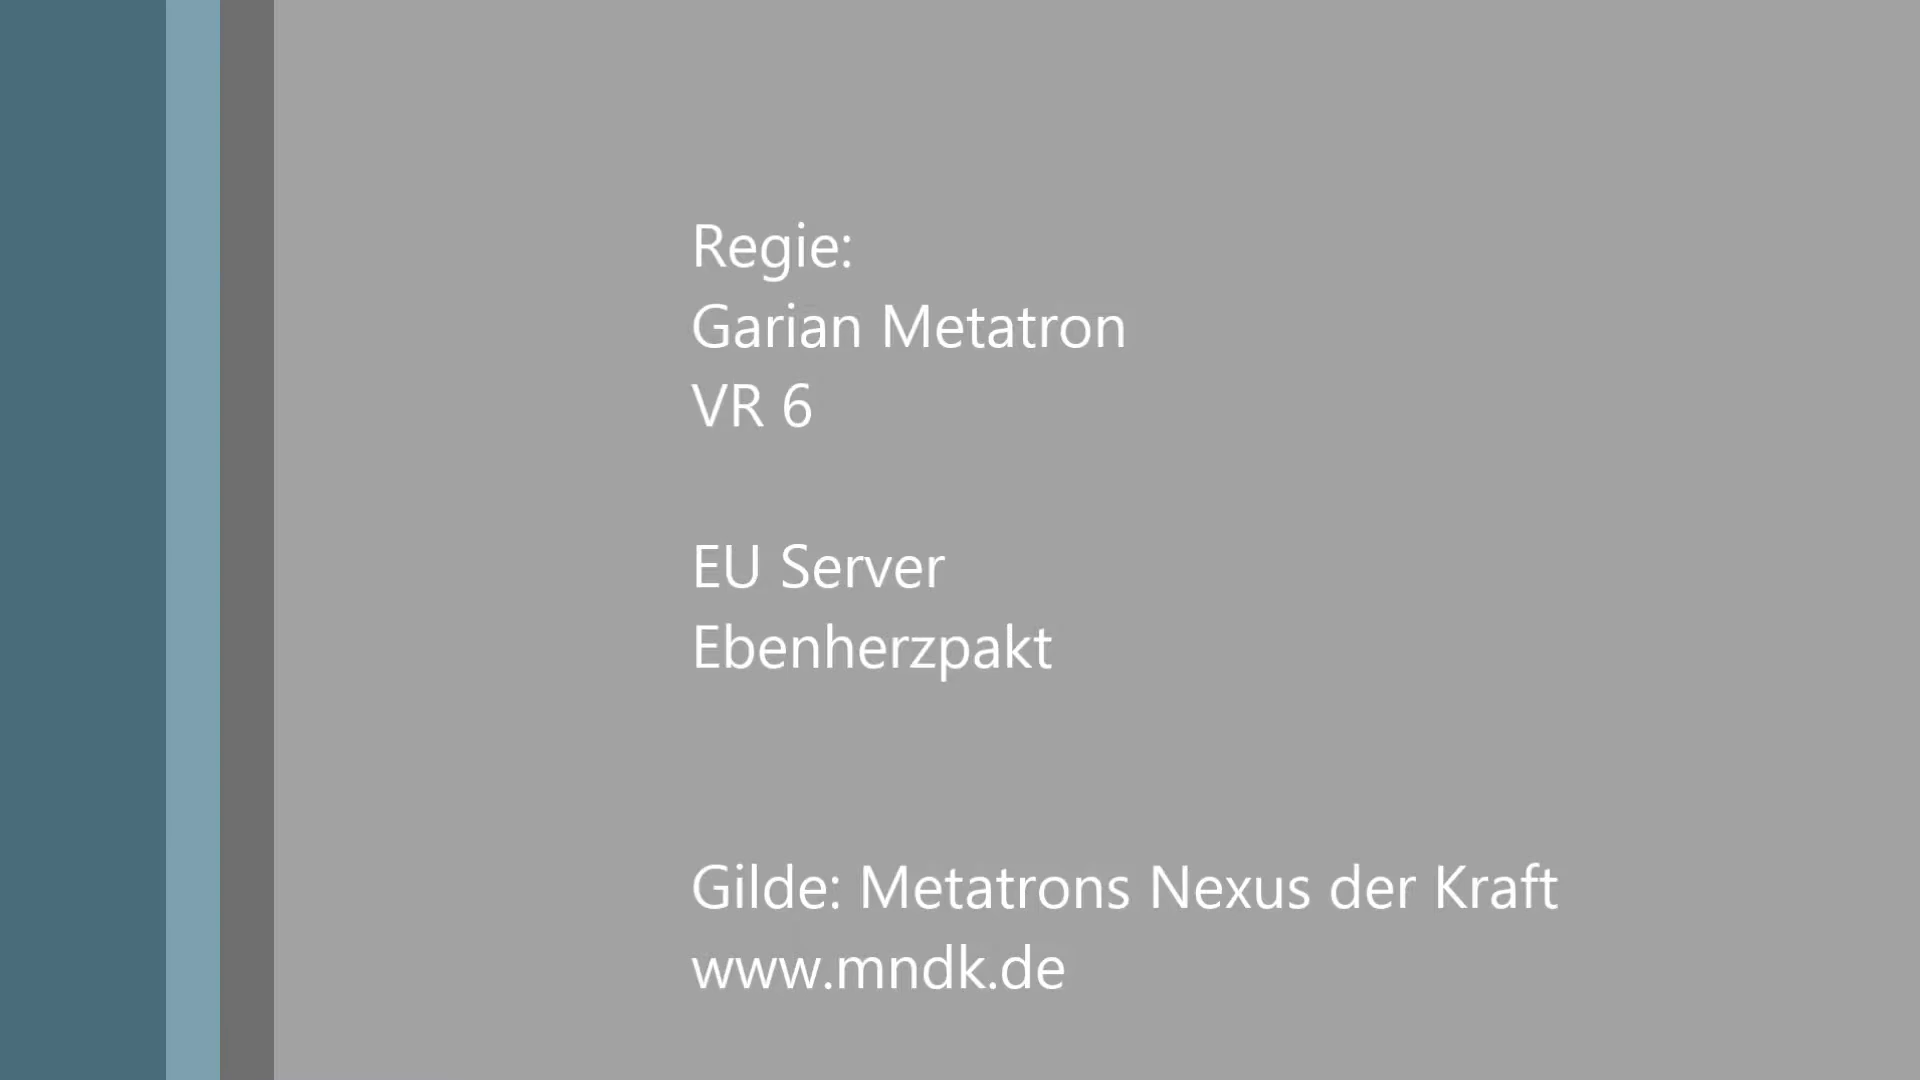 Regie:
Garian Metatron
VR 6
EU Server
Ebenherzpakt
Gilde: Metatrons Nexus der Kraft
www.mndk.de